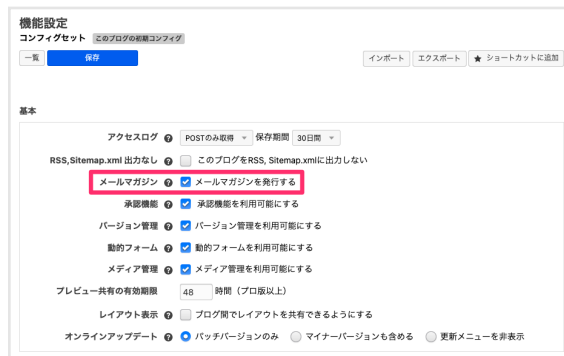 機能設定
コンフィグセット このブログの初期コンフィグ
一覧 保存 インポート エクスポート ★ ショートカットに追加
基本
アクセスログ POSTのみ取得 保存期間 30日間
RSS,Sitemap.xml 出力なし このブログをRSS, Sitemap.xmlに出力しない
メールマガジン メールマガジンを発行する
承認機能 承認機能を利用可能にする
バージョン管理 バージョン管理を利用可能にする
動的フォーム 動的フォームを利用可能にする
メディア管理 メディア管理を利用可能にする
プレビュー共有の有効期限 48 時間（プロ版以上）
レイアウト表示 ブログ間でレイアウトを共有できるようにする
オンラインアップデート パッチバージョンのみ マイナーバージョンも含める 更新メニューを非表示